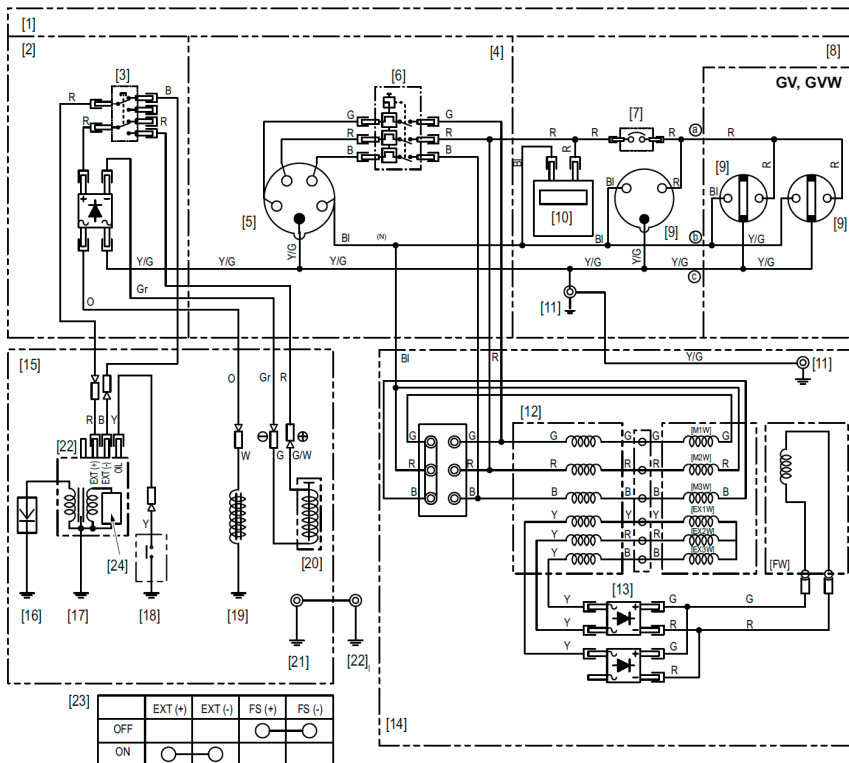 [1]
[2] [4] [8]
[3] [6] GV, GVW
R B
R R
G G
R R
B B
[7]
R R R a R
Bl R R R
[5] [10] Bl R [9] Bl [9]
[9]
Bl (N) Bl b Y/G
Y/G Y/G Y/G Y/G Y/G Y/G c Y/G
O Gr
[11]
[15] Bl R Y/G [11]
O Gr R
[12]
R B Y
[22] EXT (+) EXT (-) OIL
W G G/W
G G G G [M1W] G
R R R R [M2W] R
B B B B [M3W] B
Y Y Y [EX1W]
Y R R [EX2W]
Y B B [EX3W]
[FW]
Y
[24] [20]
[13]
[16] [17] [18] [19]
Y G G
Y R R
Y G
R
[21] [22]
[23] [14]
EXT (+) EXT (-) FS (+) FS (-)
OFF
ON